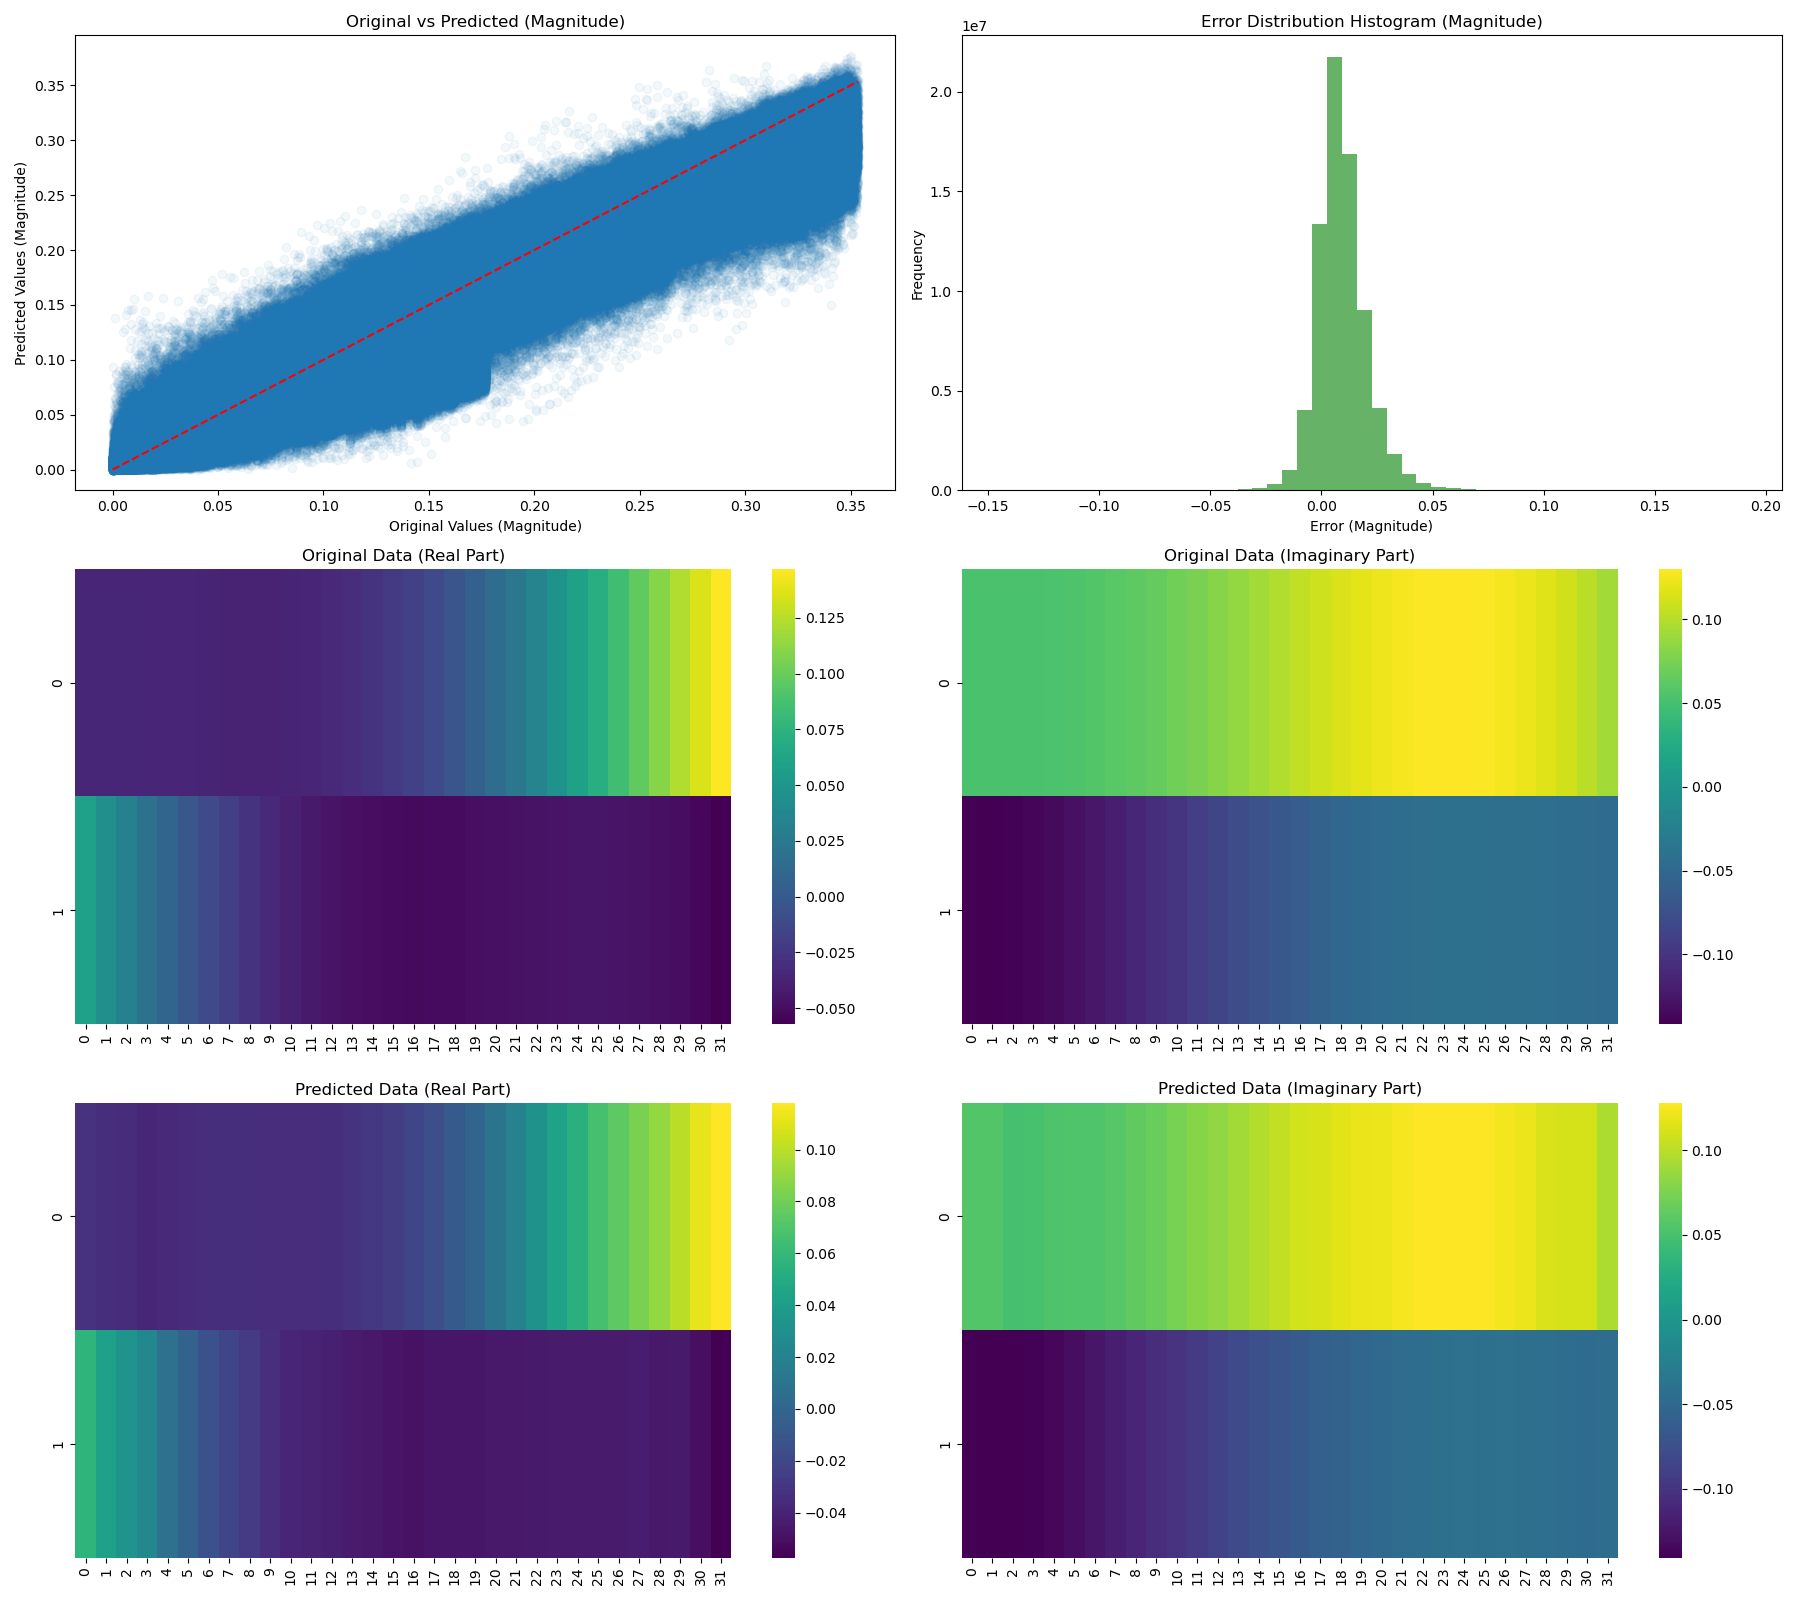 Original vs Predicted (Magnitude)
Predicted Values (Magnitude)
0.35
0.30
0.25
0.20
0.15
0.10
0.05
0.00
0.00 0.05 0.10 0.15 0.20 0.25 0.30 0.35
Original Values (Magnitude)
Error Distribution Histogram (Magnitude)
1e7
Frequency
2.0
1.5
1.0
0.5
0.0
−0.15 −0.10 −0.05 0.00 0.05 0.10 0.15 0.20
Error (Magnitude)
Original Data (Real Part)
0
1
0 1 2 3 4 5 6 7 8 9 10 11 12 13 14 15 16 17 18 19 20 21 22 23 24 25 26 27 28 29 30 31
0.125
0.100
0.075
0.050
0.025
0.000
−0.025
−0.050
Original Data (Imaginary Part)
0
1
0 1 2 3 4 5 6 7 8 9 10 11 12 13 14 15 16 17 18 19 20 21 22 23 24 25 26 27 28 29 30 31
0.10
0.05
0.00
−0.05
−0.10
Predicted Data (Real Part)
0
1
0 1 2 3 4 5 6 7 8 9 10 11 12 13 14 15 16 17 18 19 20 21 22 23 24 25 26 27 28 29 30 31
0.10
0.08
0.06
0.04
0.02
0.00
−0.02
−0.04
Predicted Data (Imaginary Part)
0
1
0 1 2 3 4 5 6 7 8 9 10 11 12 13 14 15 16 17 18 19 20 21 22 23 24 25 26 27 28 29 30 31
0.10
0.05
0.00
−0.05
−0.10